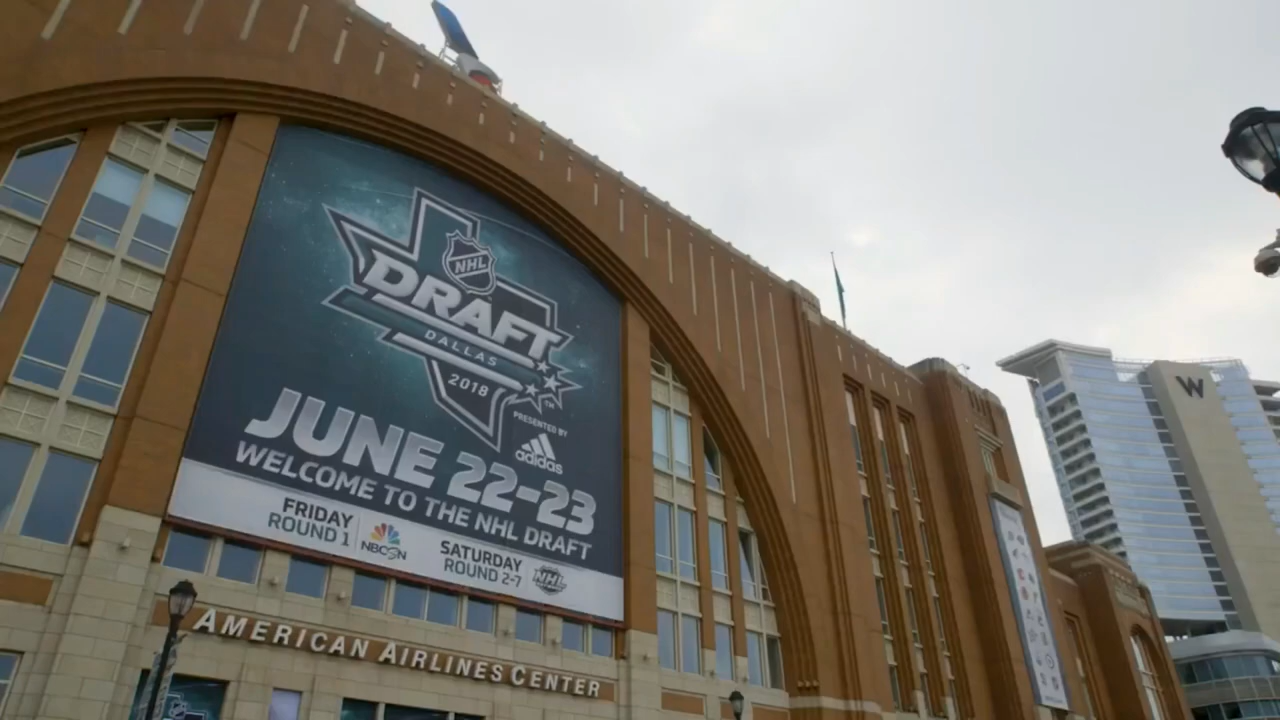 NHL
DRAFT
DALLAS
2018
TM
PRESENTED BY
adidas
JUNE 22-23
WELCOME TO THE NHL DRAFT
FRIDAY
ROUND 1
NBCSN
SATURDAY
ROUND 2-7
NHL
AMERICAN AIRLINES CENTER
W